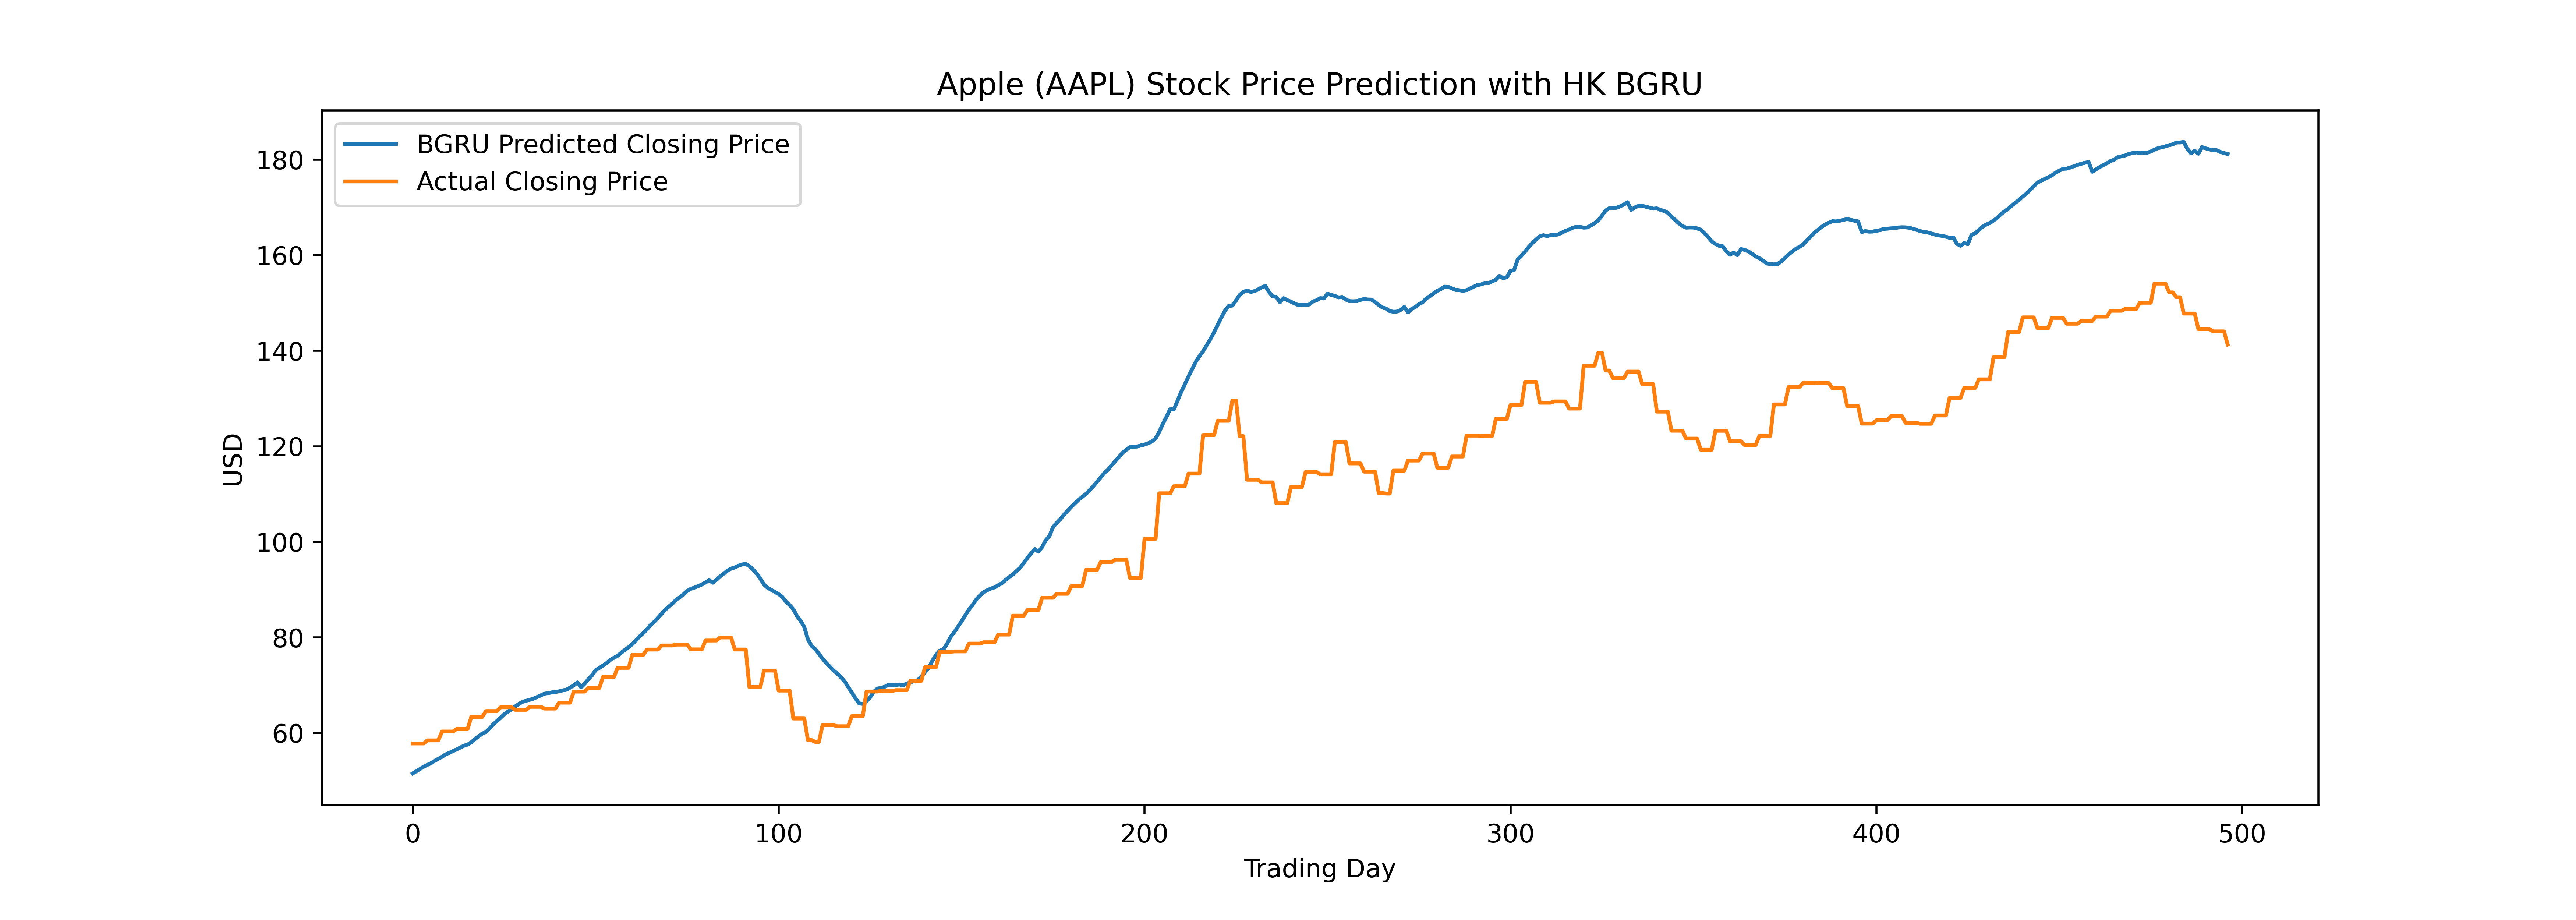 Apple (AAPL) Stock Price Prediction with HK BGRU
BGRU Predicted Closing Price
Actual Closing Price
180
160
140
120
100
80
60
USD
0 100 200 300 400 500
Trading Day